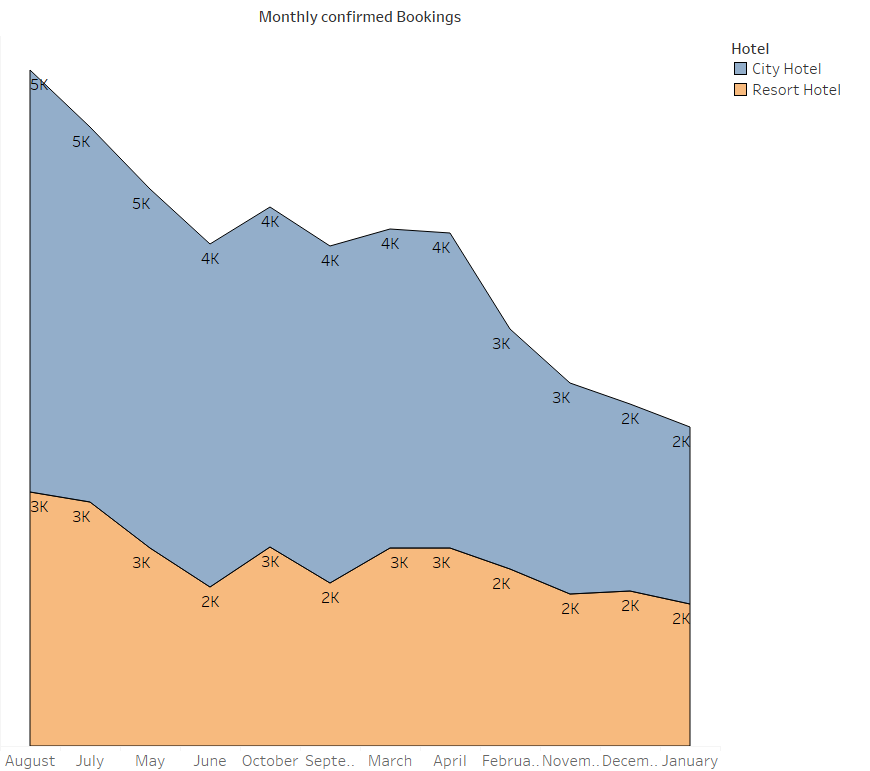 Monthly confirmed Bookings
Hotel
City Hotel
Resort Hotel
5K
5K
5K
4K
4K
4K
4K
4K
3K
3K
2K
2K
3K
3K
3K
2K
3K
2K
3K
3K
2K
2K
2K
2K
August July May June October Septe.. March April Februa.. Novem.. Decem.. January